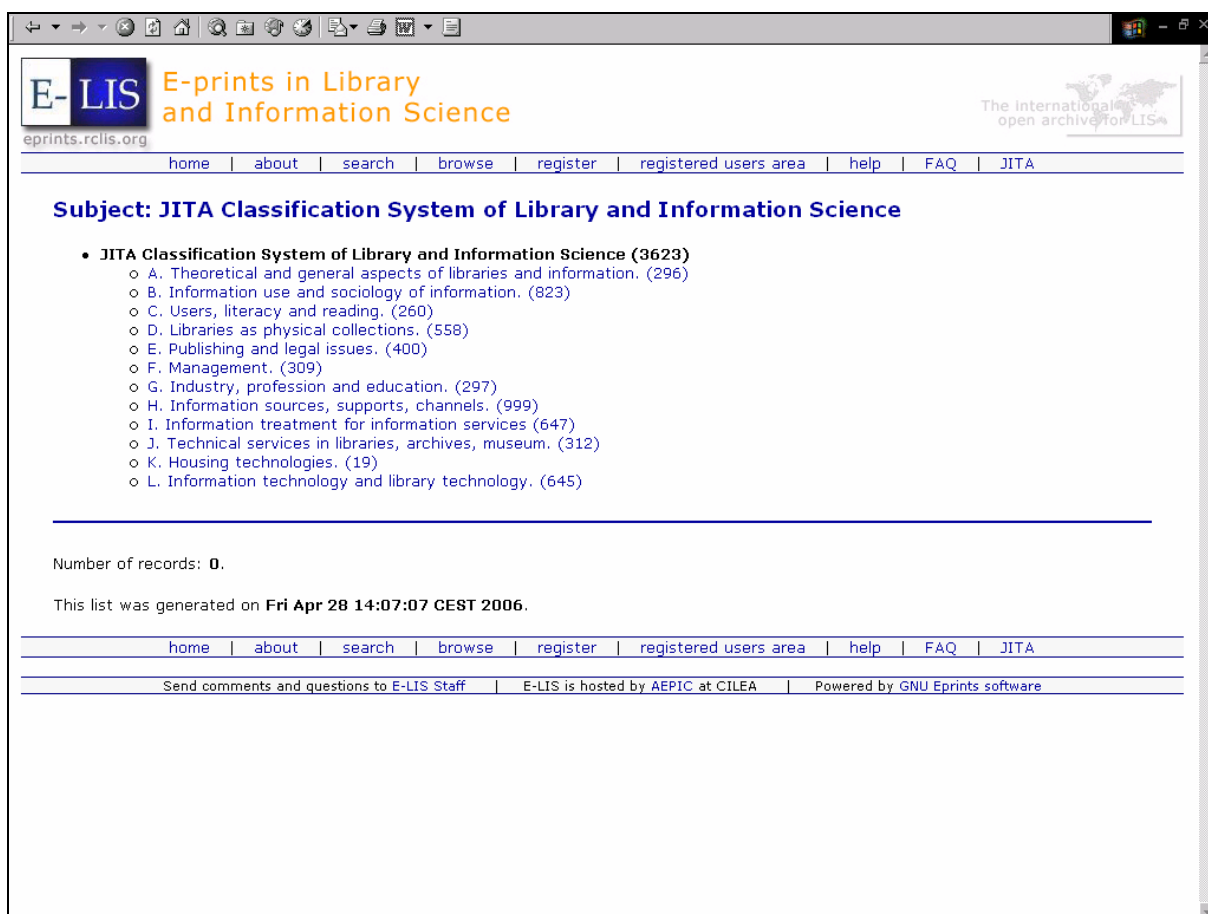 E-LIS
E-prints in Library
and Information Science
eprints.rclis.org
The international
open archive for LIS
home | about | search | browse | register | registered users area | help | FAQ | JITA
Subject: JITA Classification System of Library and Information Science
• JITA Classification System of Library and Information Science (3623)
o A. Theoretical and general aspects of libraries and information. (296)
o B. Information use and sociology of information. (823)
o C. Users, literacy and reading. (260)
o D. Libraries as physical collections. (558)
o E. Publishing and legal issues. (400)
o F. Management. (309)
o G. Industry, profession and education. (297)
o H. Information sources, supports, channels. (999)
o I. Information treatment for information services (647)
o J. Technical services in libraries, archives, museum. (312)
o K. Housing technologies. (19)
o L. Information technology and library technology. (645)
Number of records: 0.
This list was generated on Fri Apr 28 14:07:07 CEST 2006.
home | about | search | browse | register | registered users area | help | FAQ | JITA
Send comments and questions to E-LIS Staff | E-LIS is hosted by AEPIC at CILEA | Powered by GNU Eprints software